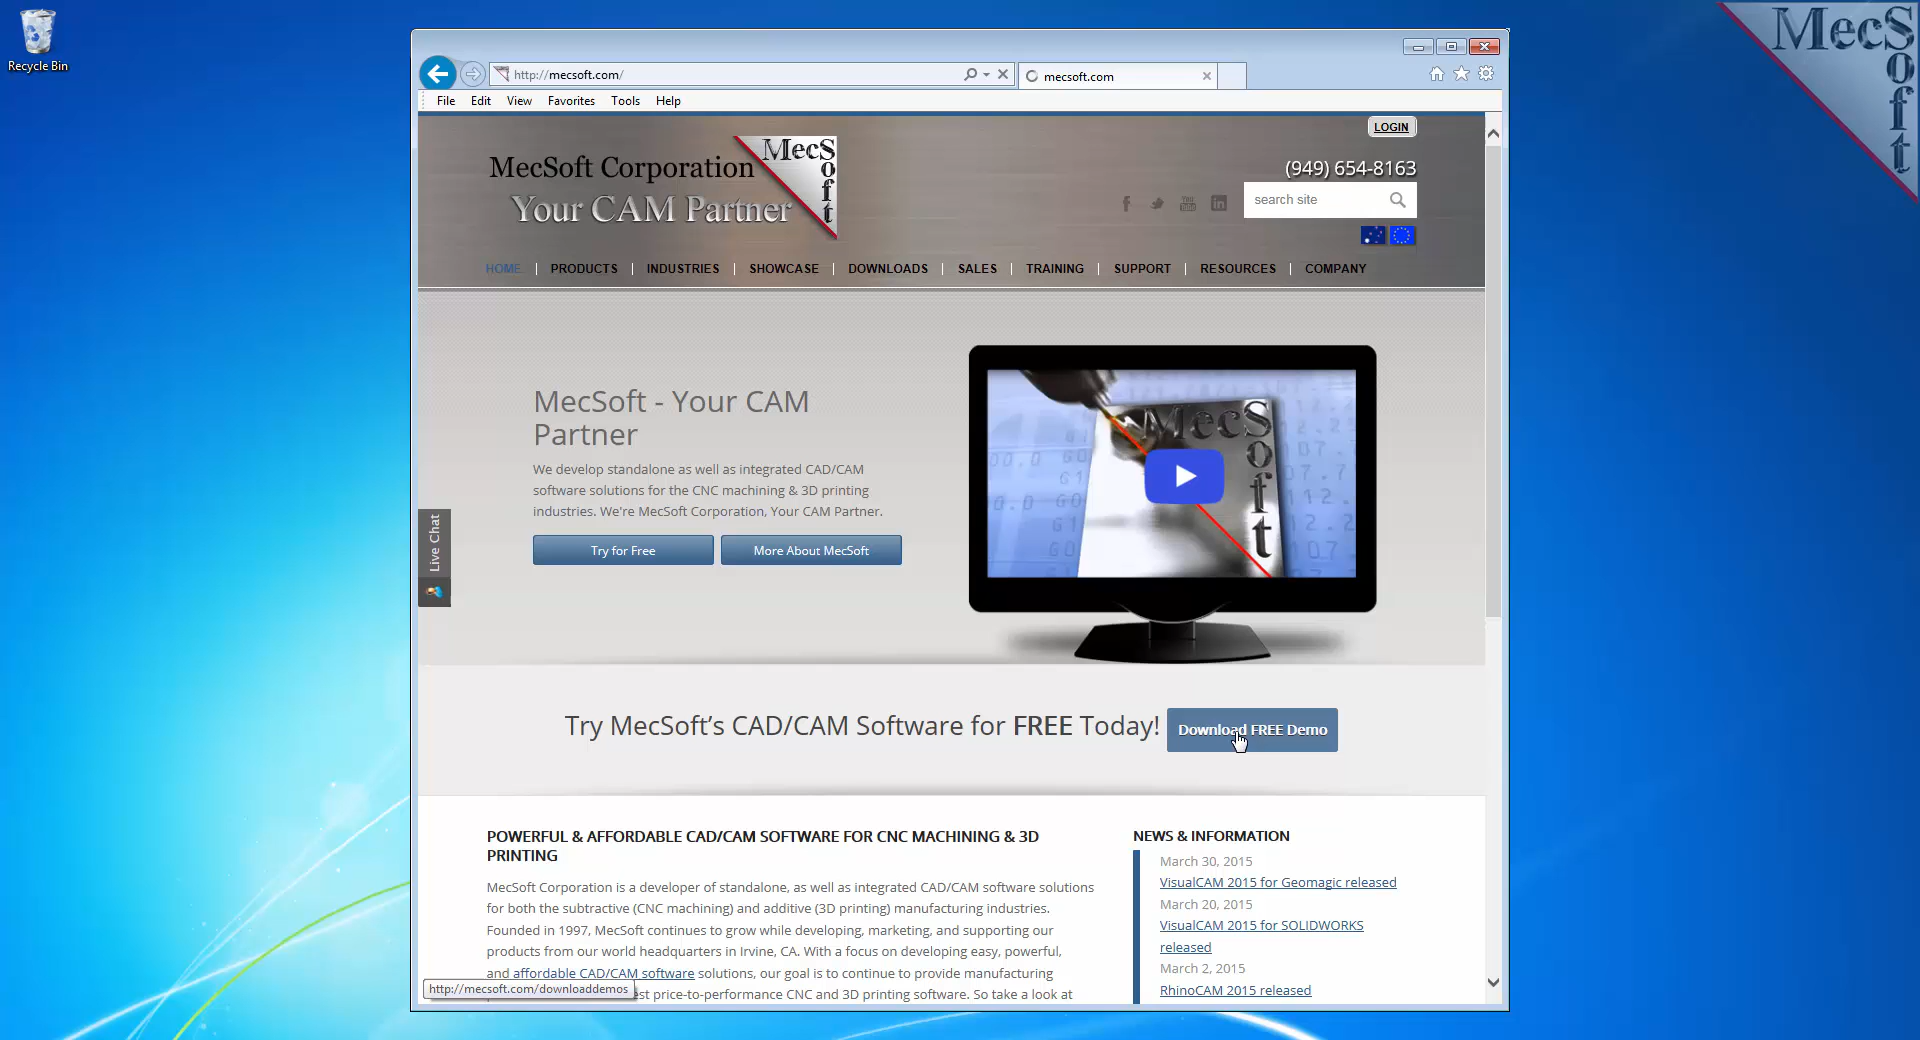 Recycle Bin
MecSoft
http://mecsoft.com/
mecsoft.com
File Edit View Favorites Tools Help
LOGIN
MecSoft Corporation
Your CAM Partner
MecSoft
(949) 654-8163
search site
HOME PRODUCTS INDUSTRIES SHOWCASE DOWNLOADS SALES TRAINING SUPPORT RESOURCES COMPANY
MecSoft - Your CAM
Partner
We develop standalone as well as integrated CAD/CAM
software solutions for the CNC machining & 3D printing
industries. We're MecSoft Corporation, Your CAM Partner.
Try for Free
More About MecSoft
MecSoft
Live Chat
Try MecSoft's CAD/CAM Software for FREE Today!
Download FREE Demo
POWERFUL & AFFORDABLE CAD/CAM SOFTWARE FOR CNC MACHINING & 3D
PRINTING
MecSoft Corporation is a developer of standalone, as well as integrated CAD/CAM software solutions
for both the subtractive (CNC machining) and additive (3D printing) manufacturing industries.
Founded in 1997, MecSoft continues to grow while developing, marketing, and supporting our
products from our world headquarters in Irvine, CA. With a focus on developing easy, powerful,
and affordable CAD/CAM software solutions, our goal is to continue to provide manufacturing
price-to-performance CNC and 3D printing software. So take a look at
http://mecsoft.com/downloaddemos
NEWS & INFORMATION
March 30, 2015
VisualCAM 2015 for Geomagic released
March 20, 2015
VisualCAM 2015 for SOLIDWORKS
released
March 2, 2015
RhinoCAM 2015 released